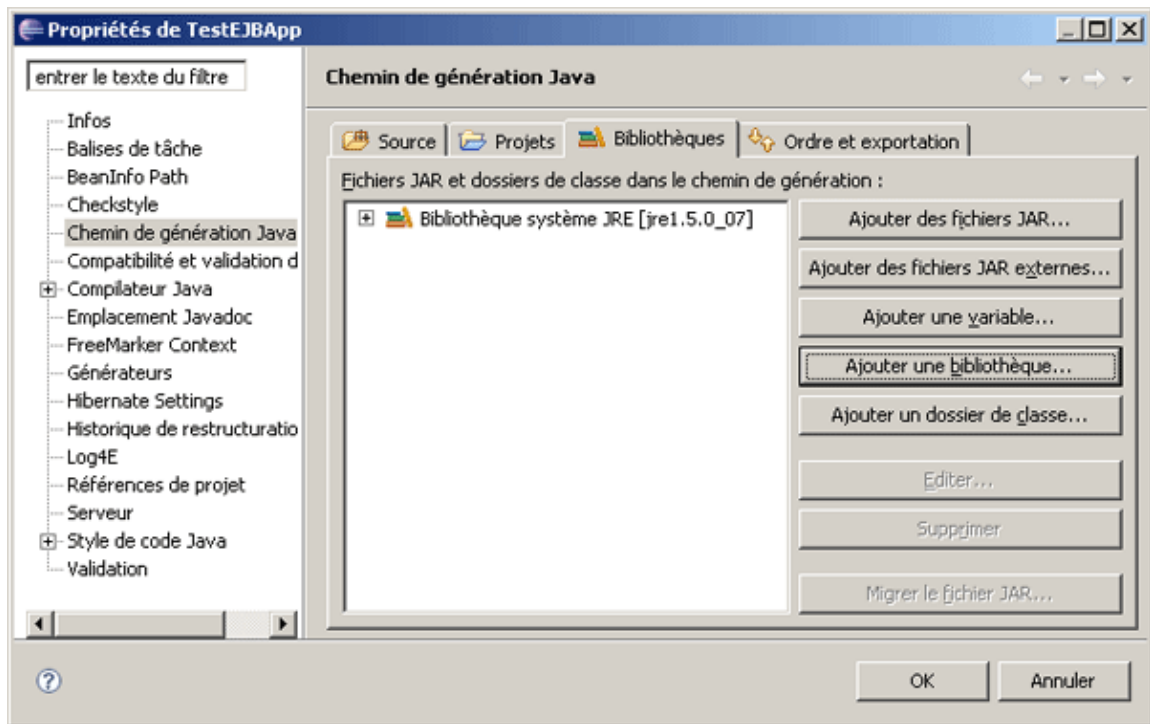 Propriétés de TestEJBApp
entrer le texte du filtre
Infos
Balises de tâche
BeanInfo Path
Checkstyle
Chemin de génération Java
Compatibilité et validation d
Compilateur Java
Emplacement Javadoc
FreeMarker Context
Générateurs
Hibernate Settings
Historique de restructuratio
Log4E
Références de projet
Serveur
Style de code Java
Validation
Chemin de génération Java
Source
Projets
Bibliothèques
Ordre et exportation
Fichiers JAR et dossiers de classe dans le chemin de génération :
Bibliothèque système JRE [jre1.5.0_07]
Ajouter des fichiers JAR...
Ajouter des fichiers JAR externes...
Ajouter une variable...
Ajouter une bibliothèque...
Ajouter un dossier de classe...
Editer...
Supprimer
Migrer le fichier JAR...
OK
Annuler